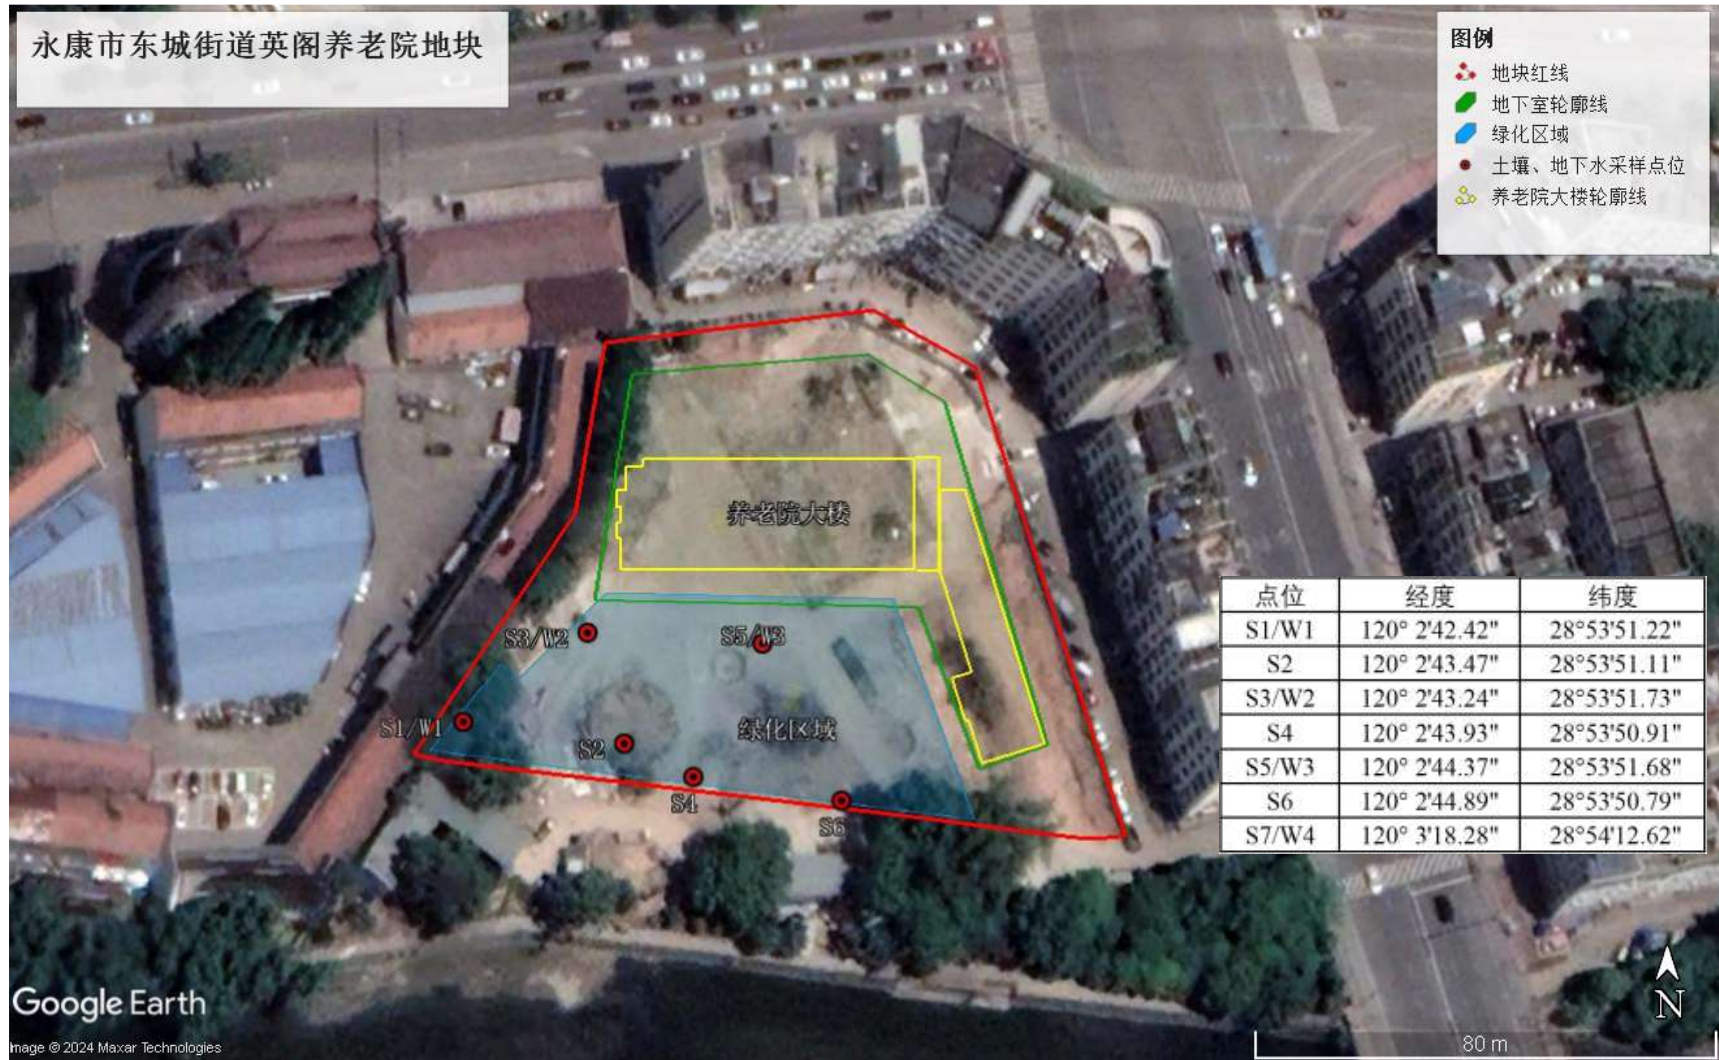 永康市东城街道英阁养老院地块
图例
地块红线
地下室轮廓线
绿化区域
土壤、地下水采样点位
养老院大楼轮廓线
养老院大楼
S3/W2
S5/W3
S1/W1
S2
绿化区域
S4
S6
点位 经度 纬度
S1/W1 120° 2'42.42" 28°53'51.22"
S2 120° 2'43.47" 28°53'51.11"
S3/W2 120° 2'43.24" 28°53'51.73"
S4 120° 2'43.93" 28°53'50.91"
S5/W3 120° 2'44.37" 28°53'51.68"
S6 120° 2'44.89" 28°53'50.79"
S7/W4 120° 3'18.28" 28°54'12.62"
N
Google Earth
Image © 2024 Maxar Technologies
80 m